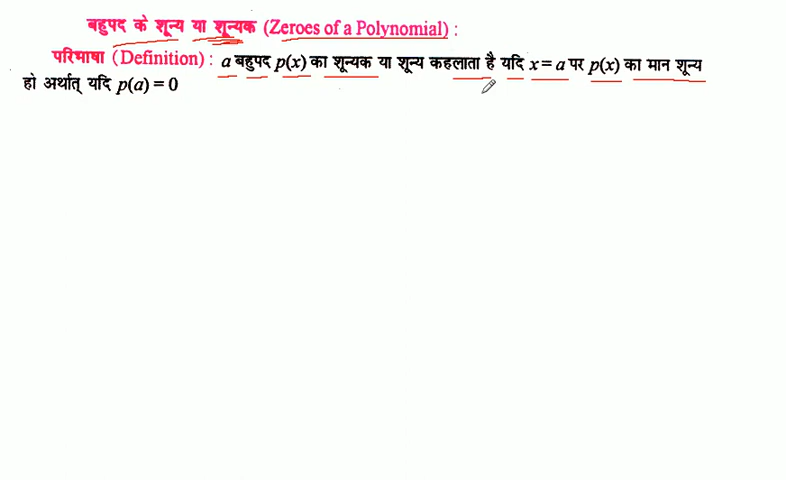 बहुपद के शून्य या शून्यक (Zeroes of a Polynomial) :
परिभाषा (Definition) : a बहुपद p(x) का शून्यक या शून्य कहलाता है यदि x = a पर p(x) का मान शून्य
हो अर्थात् यदि p(a) = 0